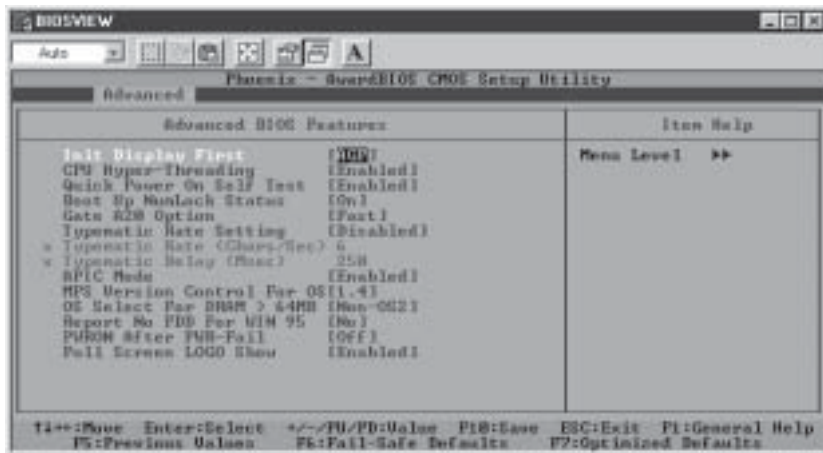 BIOSVIEW
Auto A
Phoenix - AwardBIOS CMOS Setup Utility
Advanced
Advanced BIOS Features Item Help
Init Display First [AGP] Menu Level ▶▶
CPU Hyper-Threading [Enabled]
Quick Power On Self Test [Enabled]
Boot Up NumLock Status [On]
Gate A20 Option [Fast]
Typematic Rate Setting [Disabled]
x Typematic Rate (Chars/Sec) 6
x Typematic Delay (Msec) 250
APIC Mode [Enabled]
MPS Version Control For OS[1.4]
OS Select For DRAM > 64MB [Non-OS2]
Report No FDD For WIN 95 [No]
PWRON After PWR-Fail [Off]
Full Screen LOGO Show [Enabled]
↑↓→←:Move Enter:Select +/-/PU/PD:Value F10:Save ESC:Exit F1:General Help
F5:Previous Values F6:Fail-Safe Defaults F7:Optimized Defaults